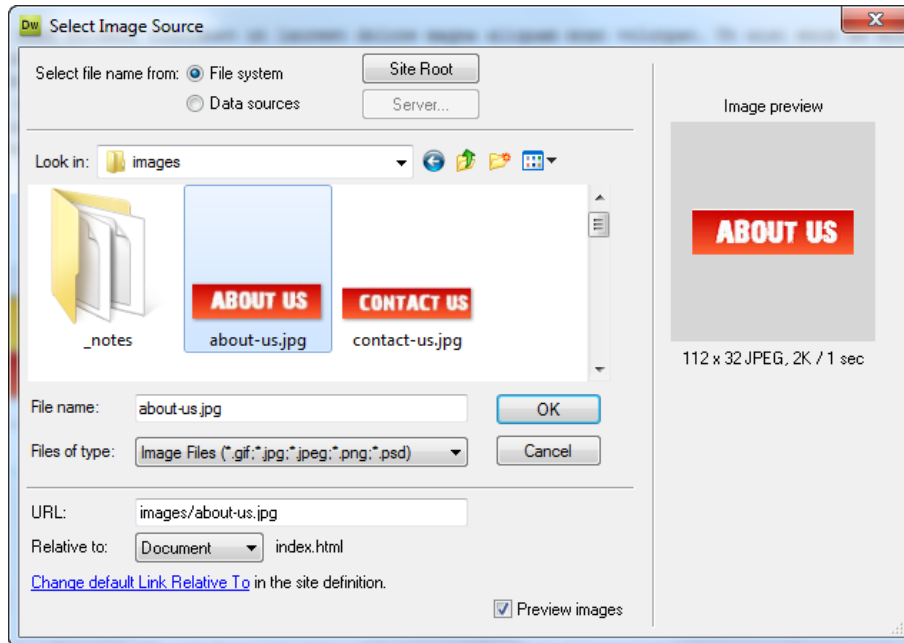 Dw Select Image Source
Select file name from: File system
Site Root
Data sources
Server...
Look in: images
ABOUT US
CONTACT US
_notes
about-us.jpg
contact-us.jpg
File name: about-us.jpg
OK
Files of type: Image Files (*.gif;*.jpg;*.jpeg;*.png;*.psd)
Cancel
URL: images/about-us.jpg
Relative to: Document index.html
Change default Link Relative To in the site definition.
Preview images
Image preview
ABOUT US
112 x 32 JPEG, 2K / 1 sec